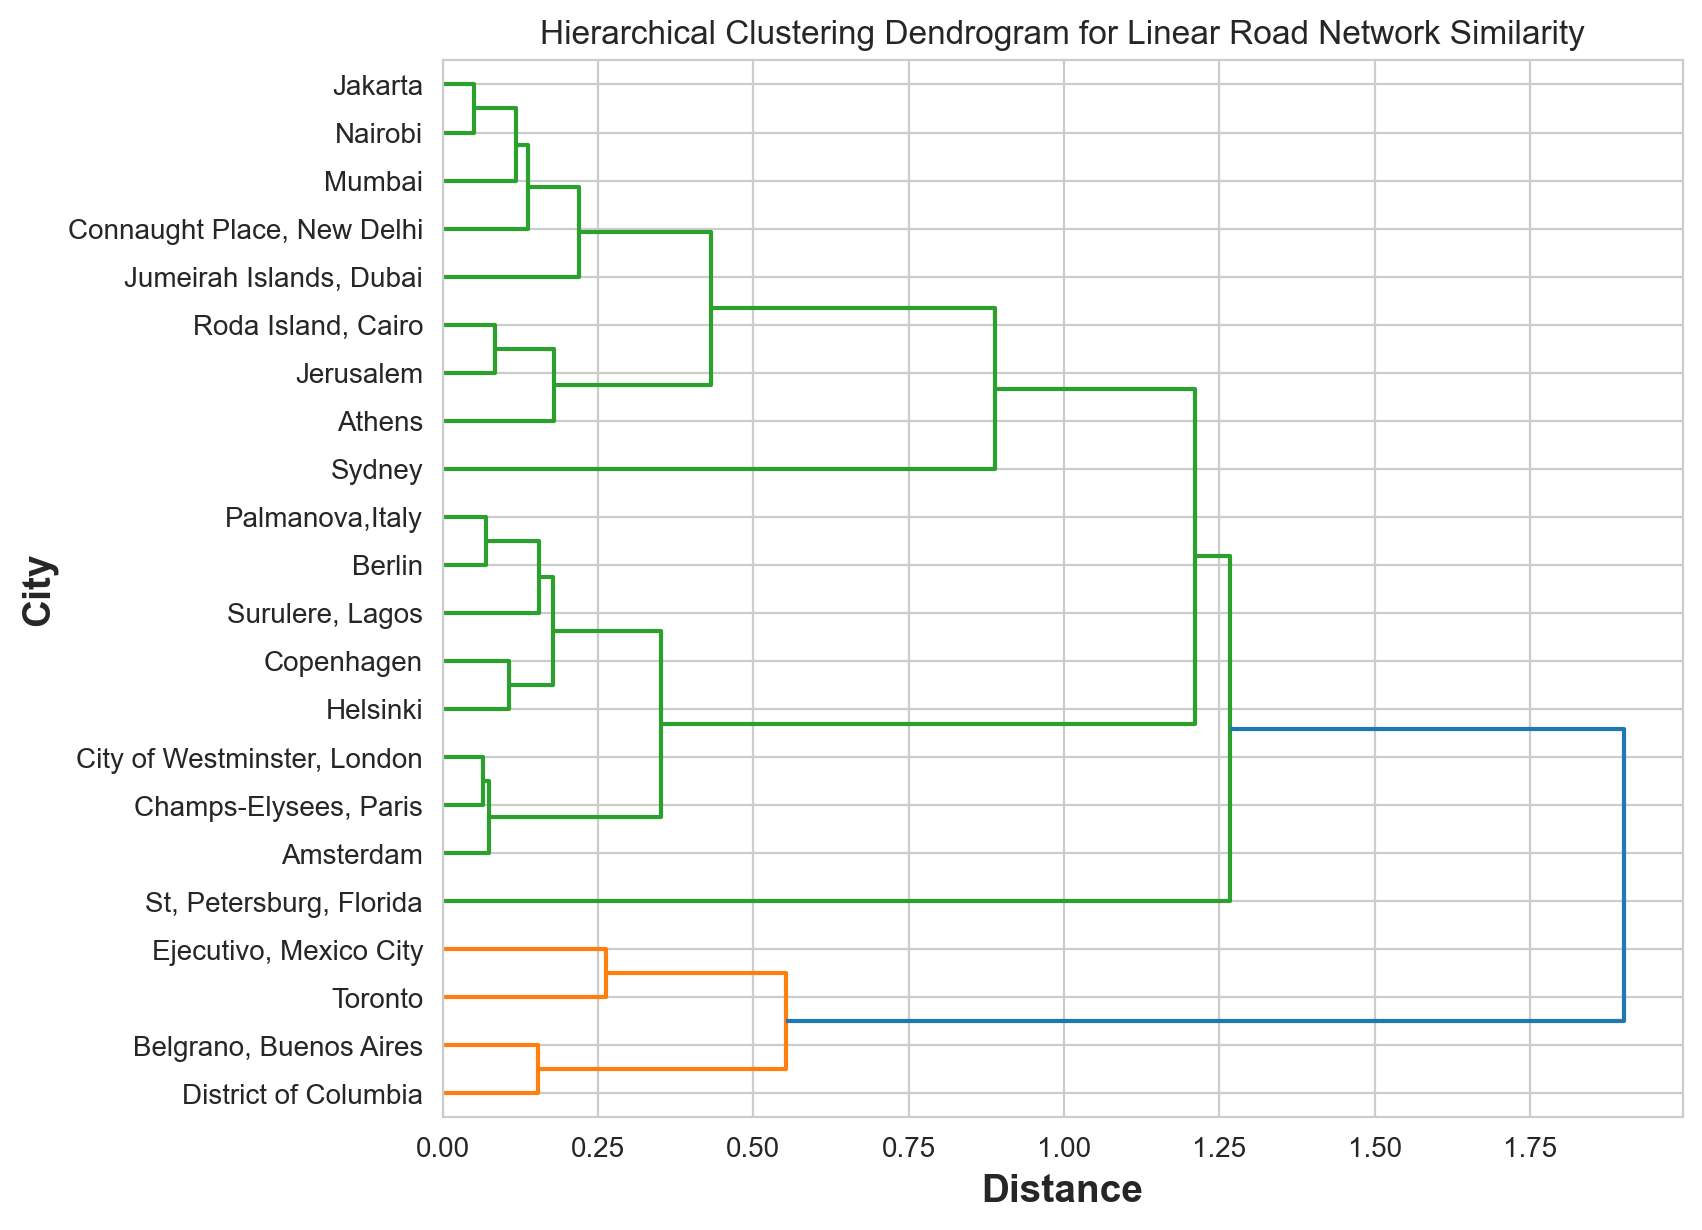 Hierarchical Clustering Dendrogram for Linear Road Network Similarity
Jakarta
Nairobi
Mumbai
Connaught Place, New Delhi
Jumeirah Islands, Dubai
Roda Island, Cairo
Jerusalem
Athens
Sydney
Palmanova,Italy
Berlin
Surulere, Lagos
Copenhagen
Helsinki
City of Westminster, London
Champs-Elysees, Paris
Amsterdam
St, Petersburg, Florida
Ejecutivo, Mexico City
Toronto
Belgrano, Buenos Aires
District of Columbia
City
0.00 0.25 0.50 0.75 1.00 1.25 1.50 1.75
Distance